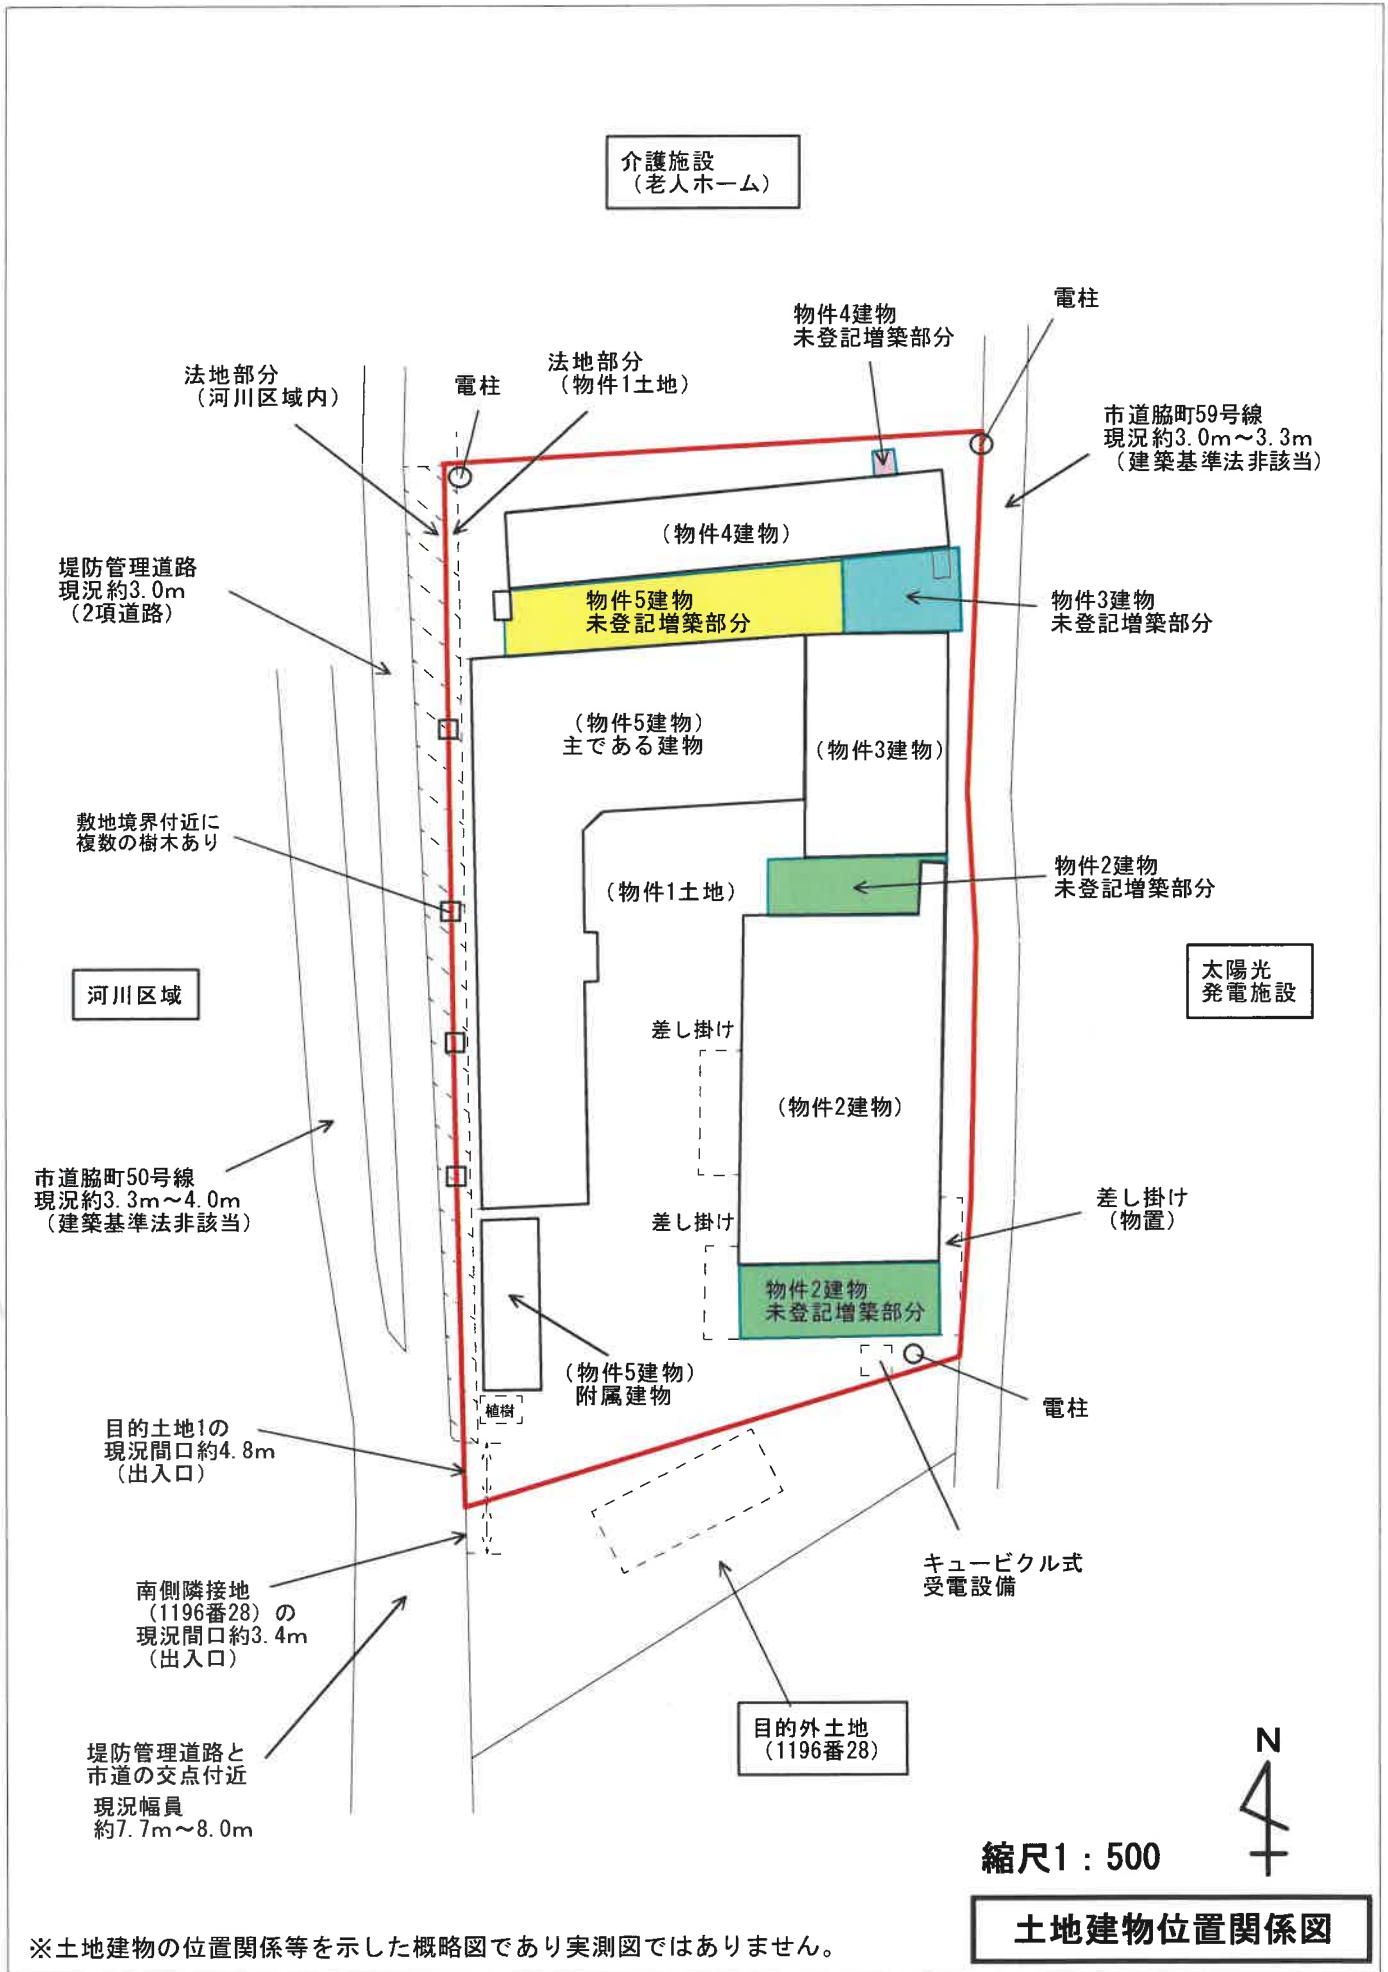 介護施設
（老人ホーム）
物件4建物
未登記増築部分
電柱
法地部分
（河川区域内）
電柱
法地部分
（物件1土地）
市道脇町59号線
現況約3.0m～3.3m
（建築基準法非該当）
（物件4建物）
堤防管理道路
現況約3.0m
（2項道路）
物件5建物
未登記増築部分
物件3建物
未登記増築部分
（物件5建物）
主である建物
（物件3建物）
敷地境界付近に
複数の樹木あり
（物件1土地）
物件2建物
未登記増築部分
河川区域
太陽光
発電施設
差し掛け
（物件2建物）
市道脇町50号線
現況約3.3m～4.0m
（建築基準法非該当）
差し掛け
差し掛け
（物置）
物件2建物
未登記増築部分
（物件5建物）
附属建物
植樹
電柱
目的土地1の
現況間口約4.8m
（出入口）
キュービクル式
受電設備
南側隣接地
（1196番28）の
現況間口約3.4m
（出入口）
目的外土地
（1196番28）
堤防管理道路と
市道の交点付近
現況幅員
約7.7m～8.0m
N
縮尺1：500
土地建物位置関係図
※土地建物の位置関係等を示した概略図であり実測図ではありません。